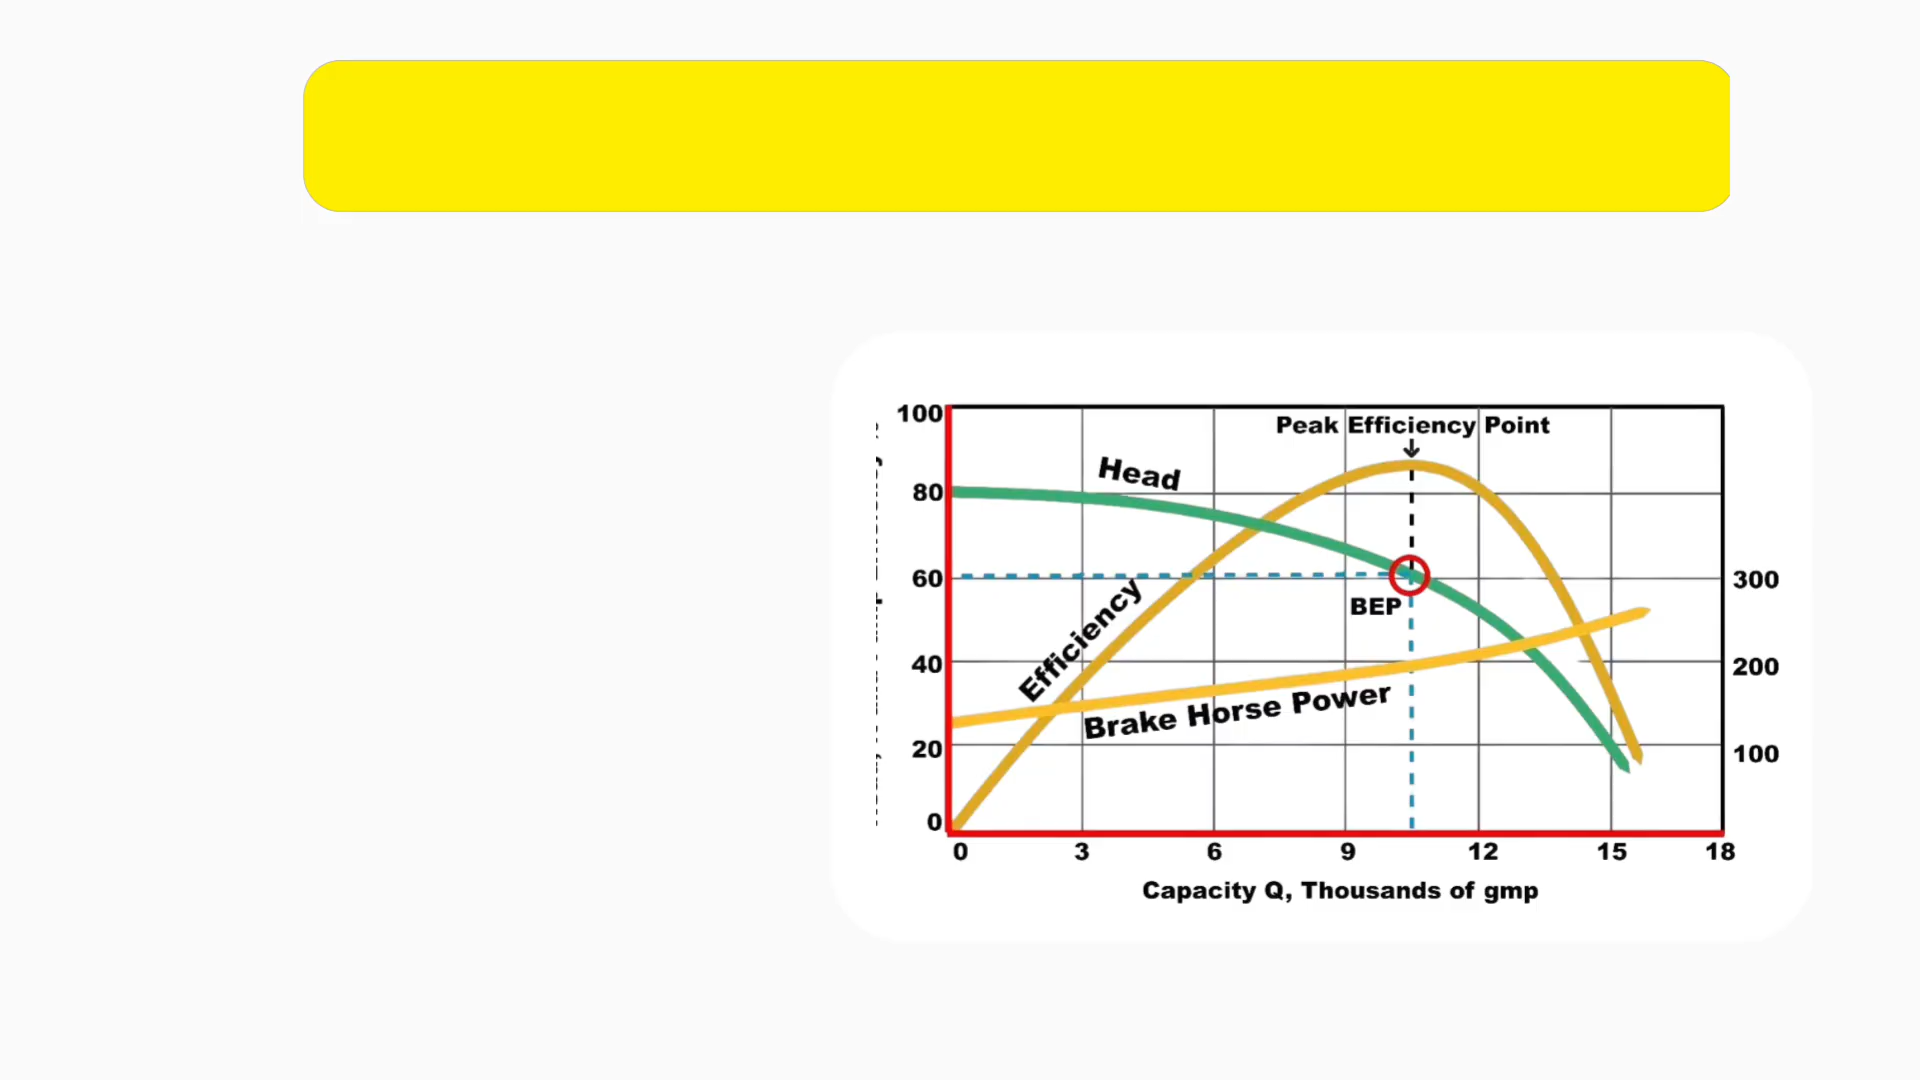 100
Peak Efficiency Point
Head
80
60
300
BEP
Efficiency
40
200
Brake Horse Power
20
100
0
0 3 6 9 12 15 18
Capacity Q, Thousands of gmp